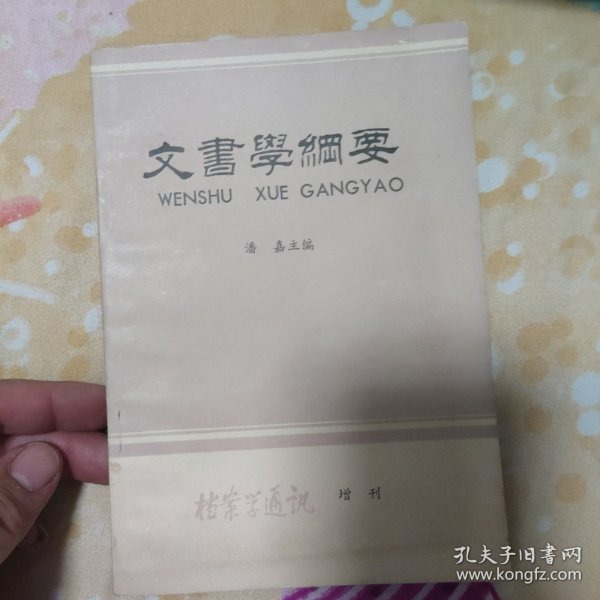 文書學綱要
WENSHU XUE GANGYAO
潘 嘉主编
档案学通訊 增刊
孔夫子旧书网
www.kongfz.com